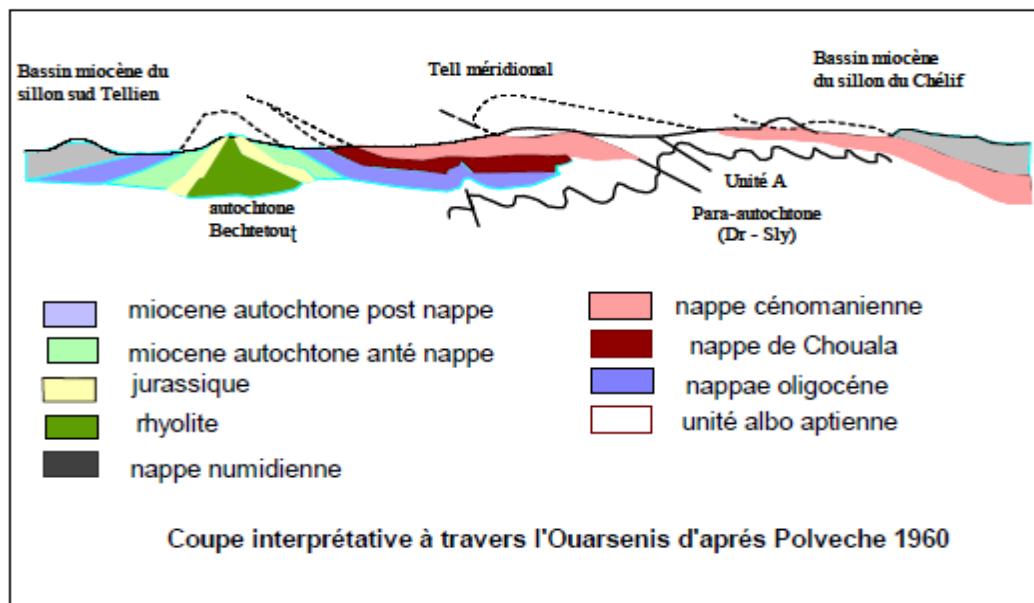 Bassin miocène du
sillon sud Tellien
Tell méridional
Bassin miocène
du sillon du Chélif
autochtone
Bechtetout
Unité A
Para-autochtone
(Dr - Sly)
miocene autochtone post nappe
miocene autochtone anté nappe
jurassique
rhyolite
nappe numidienne
nappe cénomanienne
nappe de Chouala
nappae oligocéne
unité albo aptienne
Coupe interprétative à travers l'Ouarsenis d'aprés Polveche 1960